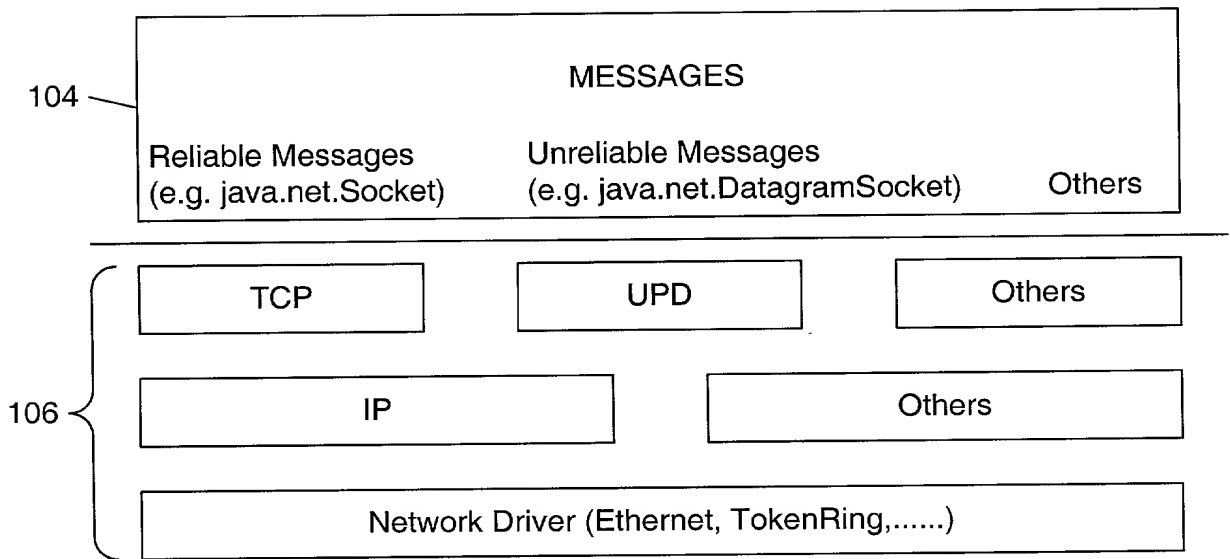 MESSAGES
104
Reliable Messages
(e.g. java.net.Socket)
Unreliable Messages
(e.g. java.net.DatagramSocket)
Others
TCP
UPD
Others
106
IP
Others
Network Driver (Ethernet, TokenRing,......)